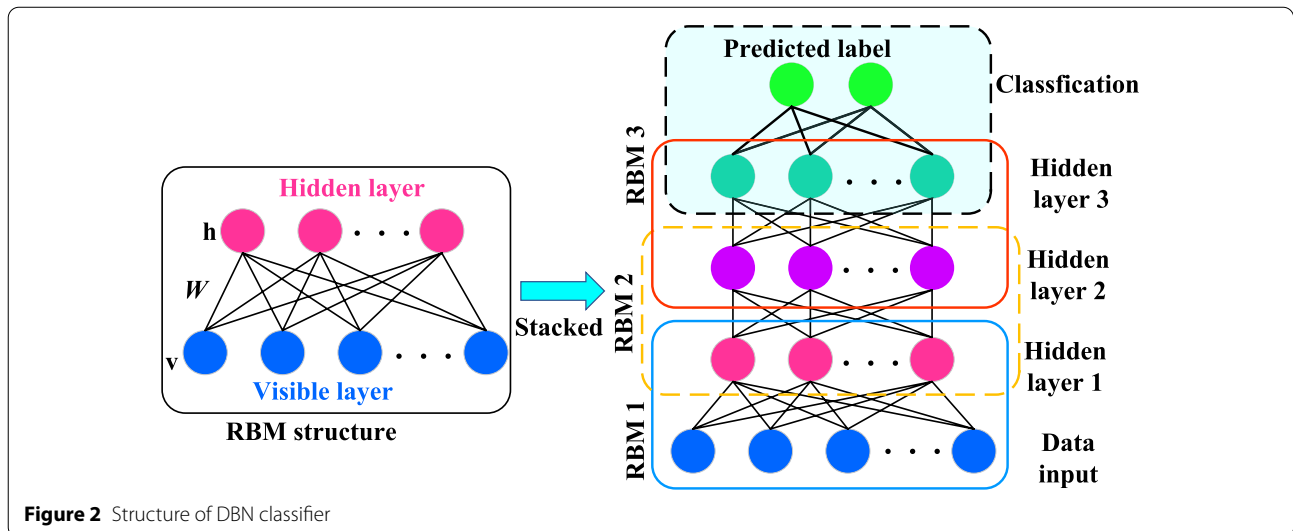 Hidden layer
h
W
v
Visible layer
RBM structure
Stacked
Predicted label
Classfication
RBM 3
Hidden
layer 3
RBM 2
Hidden
layer 2
Hidden
layer 1
RBM 1
Data
input
Figure 2 Structure of DBN classifier